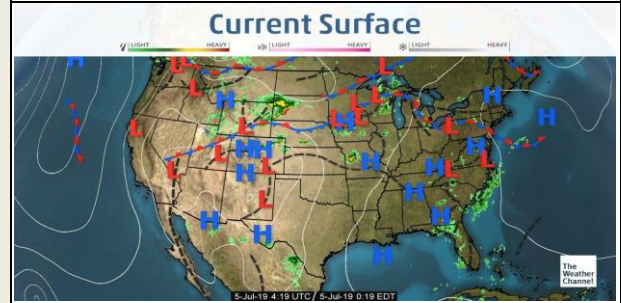 Current Surface
LIGHT HEAVY LIGHT HEAVY LIGHT HEAVY
H L L L
L H L L H
L L L H L H
L H H L L H H L
L H L H L
L H
H H H
H
The
Weather
Channel
5-Jul-19 4:19 UTC / 5-Jul-19 0:19 EDT